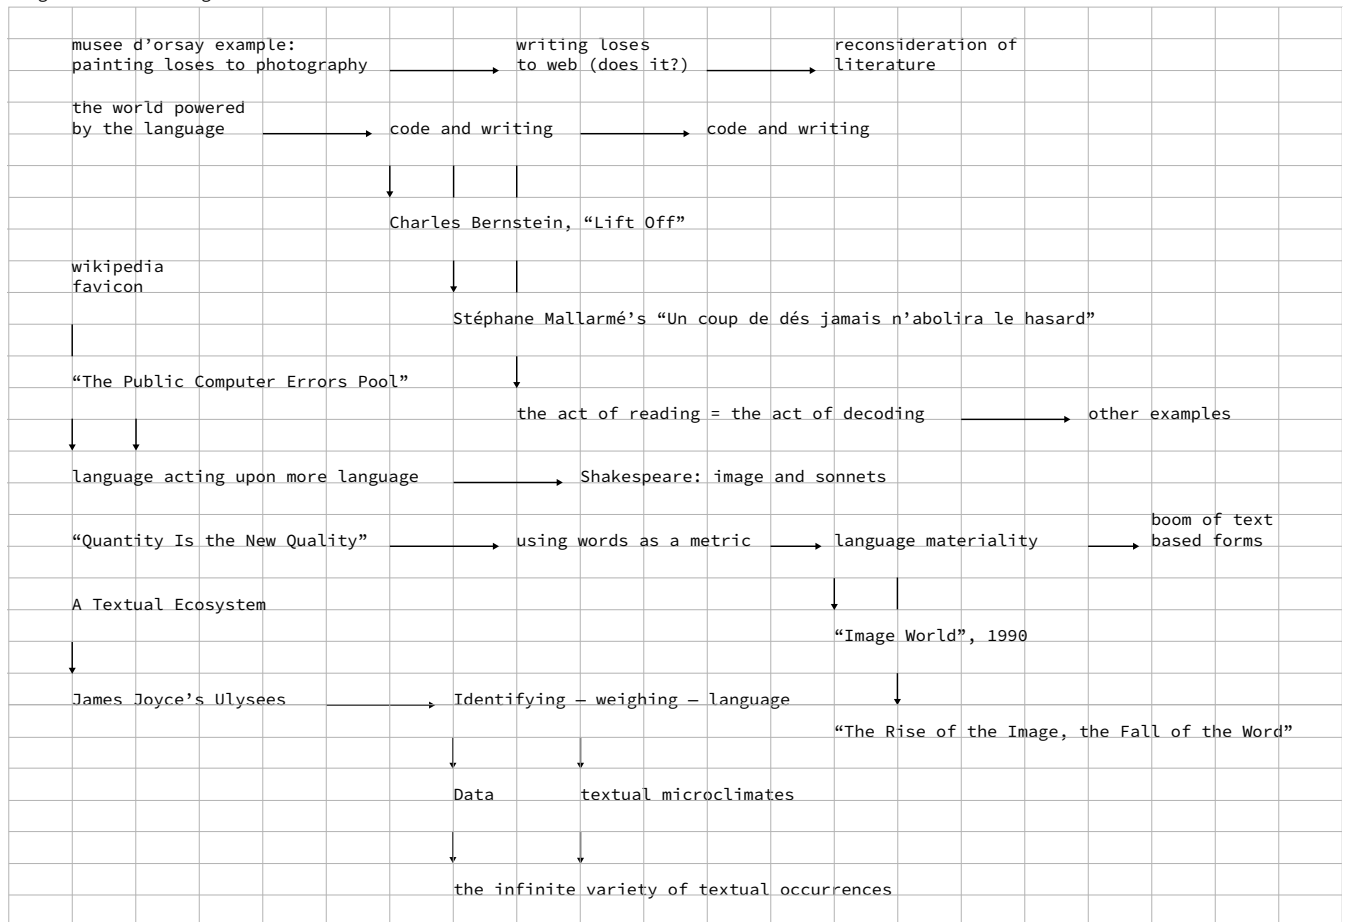 musee d’orsay example:
painting loses to photography
writing loses
to web (does it?)
reconsideration of
literature
the world powered
by the language
code and writing
code and writing
Charles Bernstein, “Lift Off”
wikipedia
favicon
Stéphane Mallarmé’s “Un coup de dés jamais n’abolira le hasard”
“The Public Computer Errors Pool”
the act of reading = the act of decoding
other examples
language acting upon more language
Shakespeare: image and sonnets
“Quantity Is the New Quality”
using words as a metric
language materiality
boom of text
based forms
A Textual Ecosystem
“Image World”, 1990
James Joyce’s Ulysees
Identifying — weighing — language
“The Rise of the Image, the Fall of the Word”
Data
textual microclimates
the infinite variety of textual occurrences